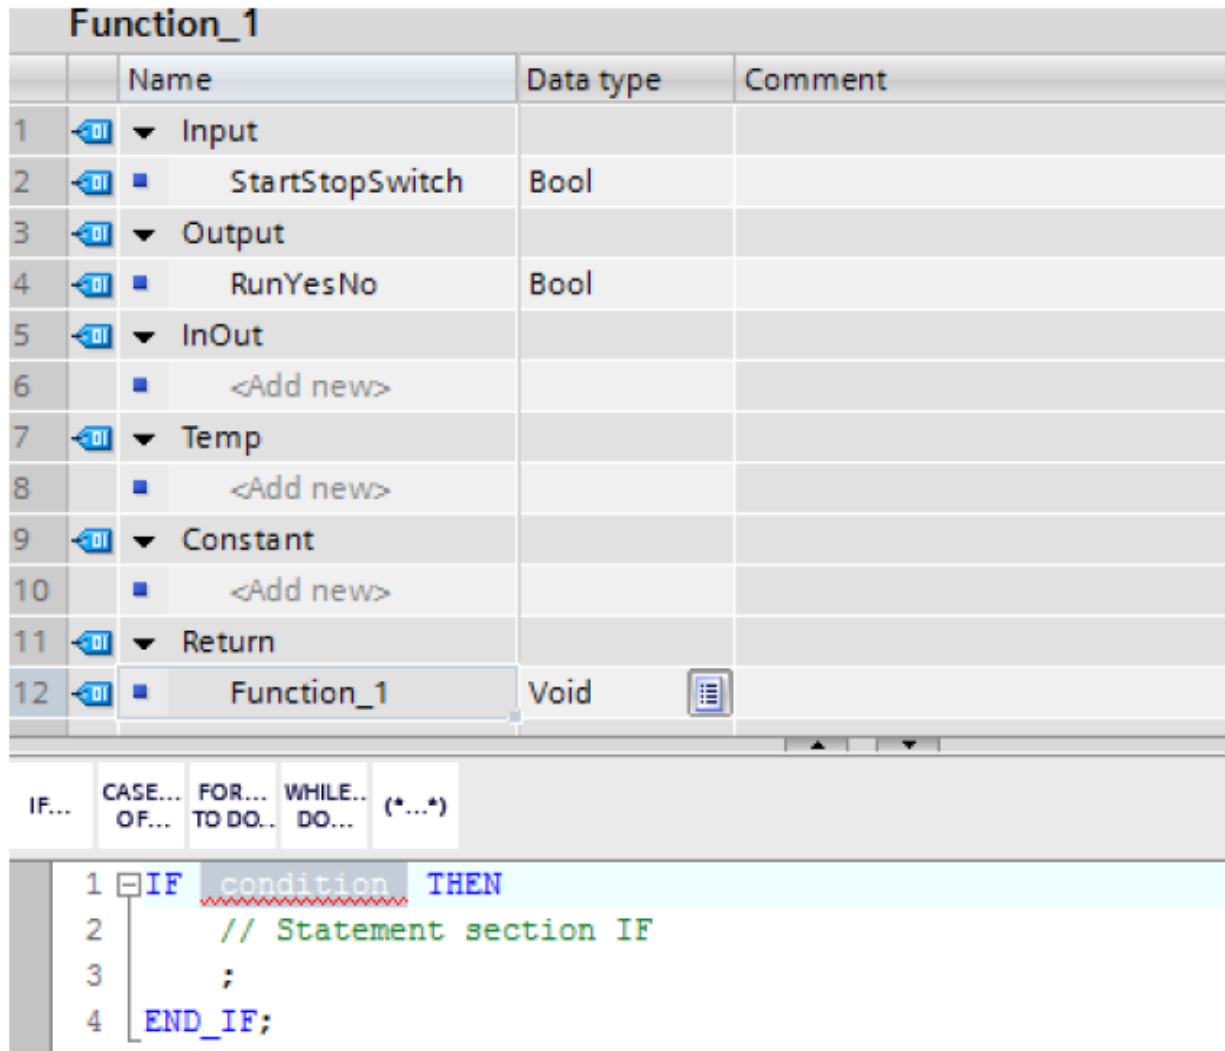 Function_1
Name Data type Comment
1 Input
2 StartStopSwitch Bool
3 Output
4 RunYesNo Bool
5 InOut
6 <Add new>
7 Temp
8 <Add new>
9 Constant
10 <Add new>
11 Return
12 Function_1 Void
IF... CASE... OF... FOR... TO DO... WHILE... DO... (*...*)
1 IF condition THEN
2 // Statement section IF
3 ;
4 END_IF;